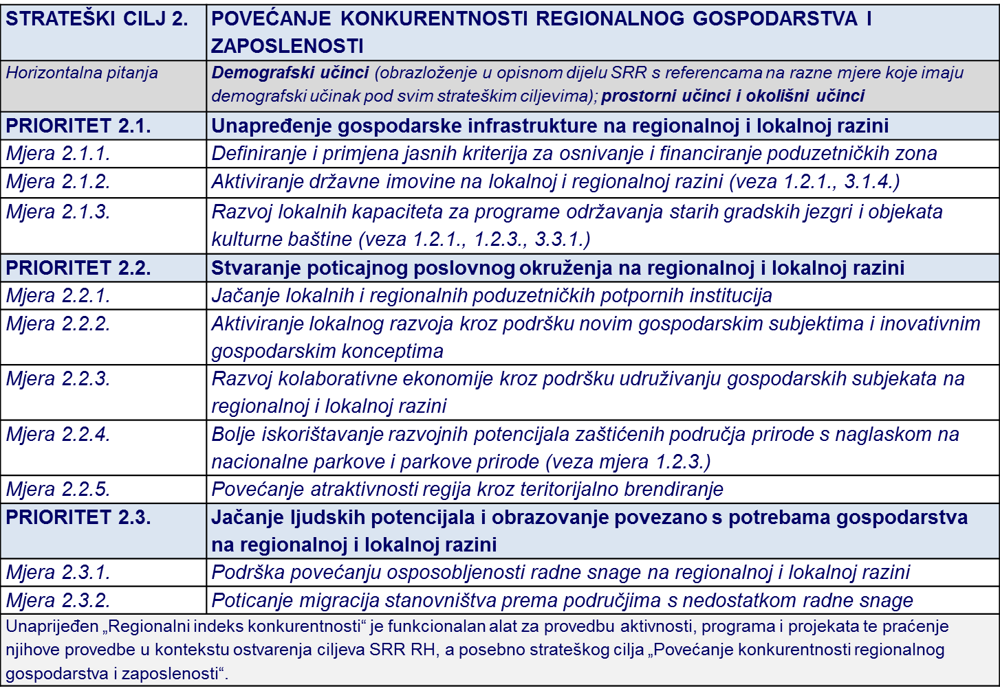 STRATEŠKI CILJ 2.
POVEĆANJE KONKURENTNOSTI REGIONALNOG GOSPODARSTVA I
ZAPOSLENOSTI
Horizontalna pitanja
Demografski učinci (obrazloženje u opisnom dijelu SRR s referencama na razne mjere koje imaju
demografski učinak pod svim strateškim ciljevima); prostorni učinci i okolišni učinci
PRIORITET 2.1.
Unapređenje gospodarske infrastrukture na regionalnoj i lokalnoj razini
Mjera 2.1.1.
Definiranje i primjena jasnih kriterija za osnivanje i financiranje poduzetničkih zona
Mjera 2.1.2.
Aktiviranje državne imovine na lokalnoj i regionalnoj razini (veza 1.2.1., 3.1.4.)
Mjera 2.1.3.
Razvoj lokalnih kapaciteta za programe održavanja starih gradskih jezgri i objekata
kulturne baštine (veza 1.2.1., 1.2.3., 3.3.1.)
PRIORITET 2.2.
Stvaranje poticajnog poslovnog okruženja na regionalnoj i lokalnoj razini
Mjera 2.2.1.
Jačanje lokalnih i regionalnih poduzetničkih potpornih institucija
Mjera 2.2.2.
Aktiviranje lokalnog razvoja kroz podršku novim gospodarskim subjektima i inovativnim
gospodarskim konceptima
Mjera 2.2.3.
Razvoj kolaborativne ekonomije kroz podršku udruživanju gospodarskih subjekata na
regionalnoj i lokalnoj razini
Mjera 2.2.4.
Bolje iskorištavanje razvojnih potencijala zaštićenih područja prirode s naglaskom na
nacionalne parkove i parkove prirode (veza mjera 1.2.3.)
Mjera 2.2.5.
Povećanje atraktivnosti regija kroz teritorijalno brendiranje
PRIORITET 2.3.
Jačanje ljudskih potencijala i obrazovanje povezano s potrebama gospodarstva
na regionalnoj i lokalnoj razini
Mjera 2.3.1.
Podrška povećanju osposobljenosti radne snage na regionalnoj i lokalnoj razini
Mjera 2.3.2.
Poticanje migracija stanovništva prema područjima s nedostatkom radne snage
Unaprijeđen „Regionalni indeks konkurentnosti“ je funkcionalan alat za provedbu aktivnosti, programa i projekata te praćenje
njihove provedbe u kontekstu ostvarenja ciljeva SRR RH, a posebno strateškog cilja „Povećanje konkurentnosti regionalnog
gospodarstva i zaposlenosti“.